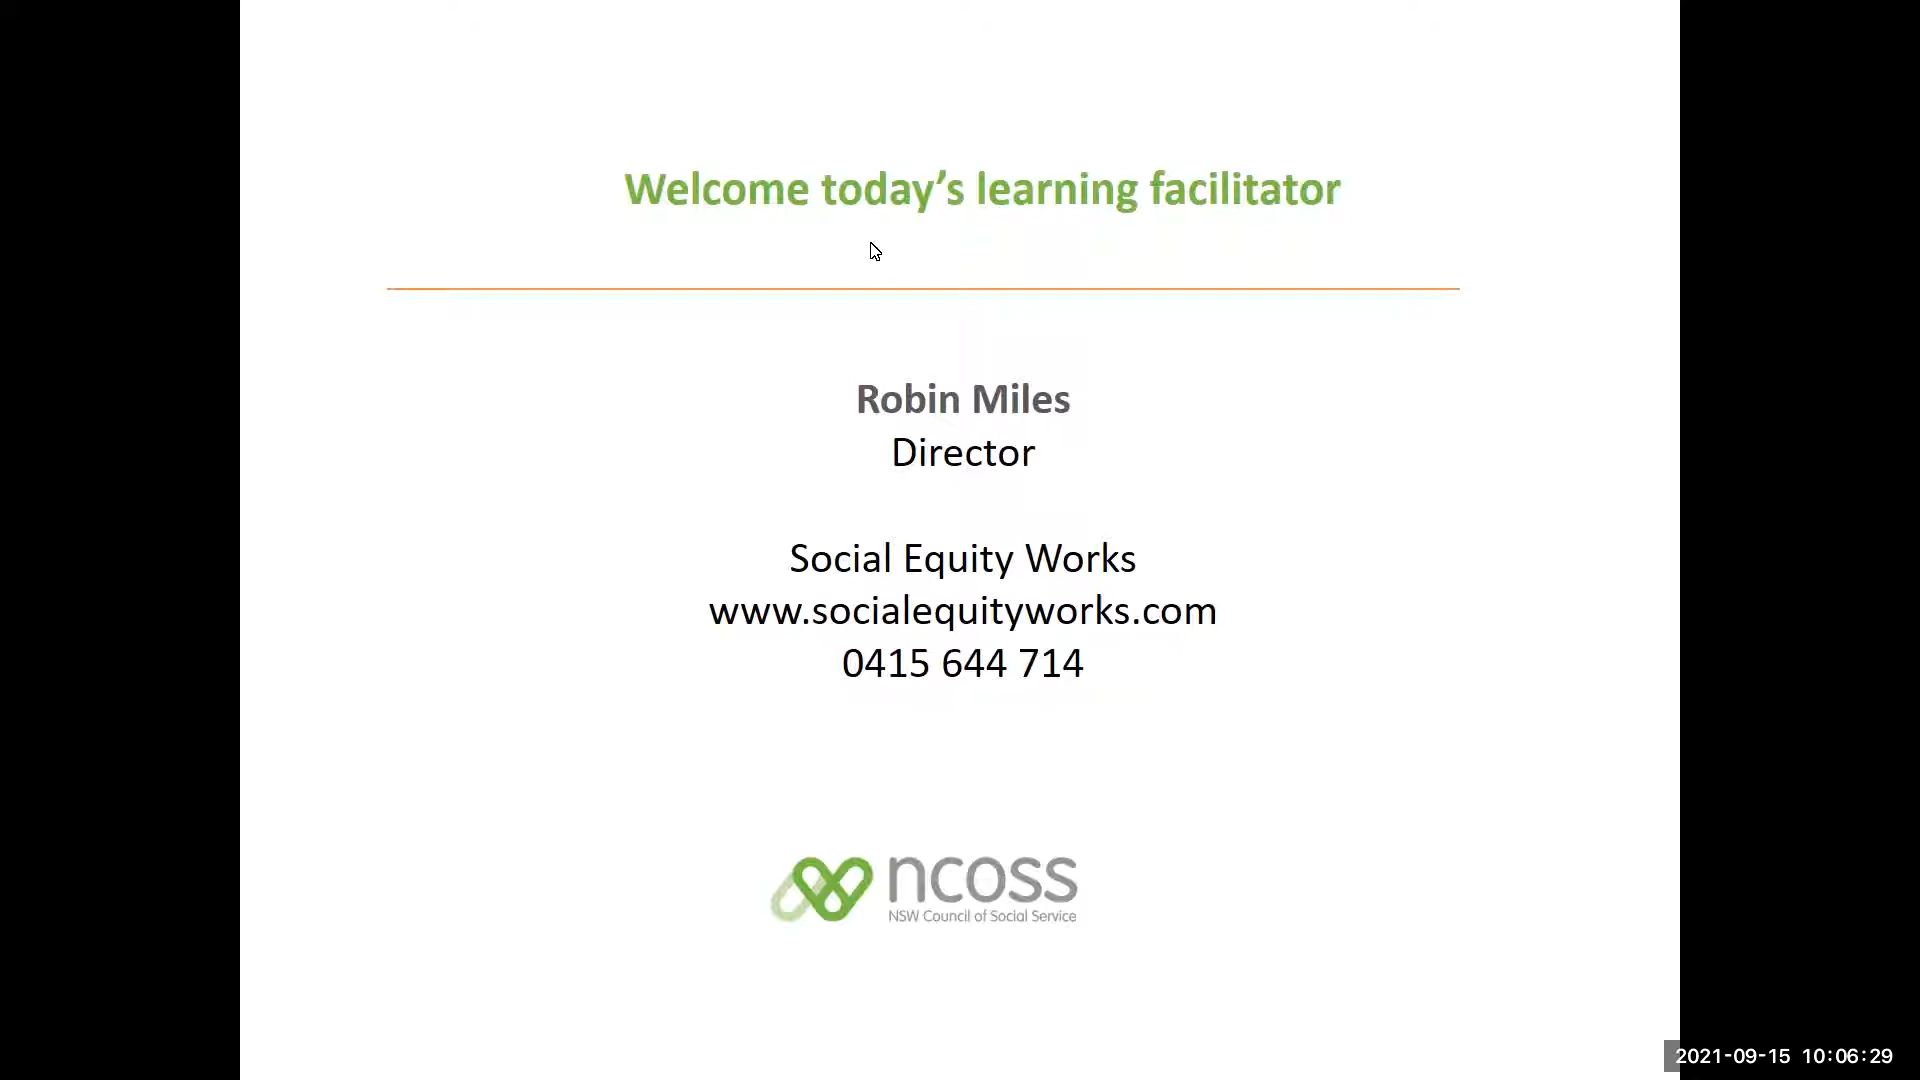 Welcome today’s learning facilitator
Robin Miles
Director
Social Equity Works
www.socialequityworks.com
0415 644 714
ncoss
NSW Council of Social Service
2021-09-15 10:06:29